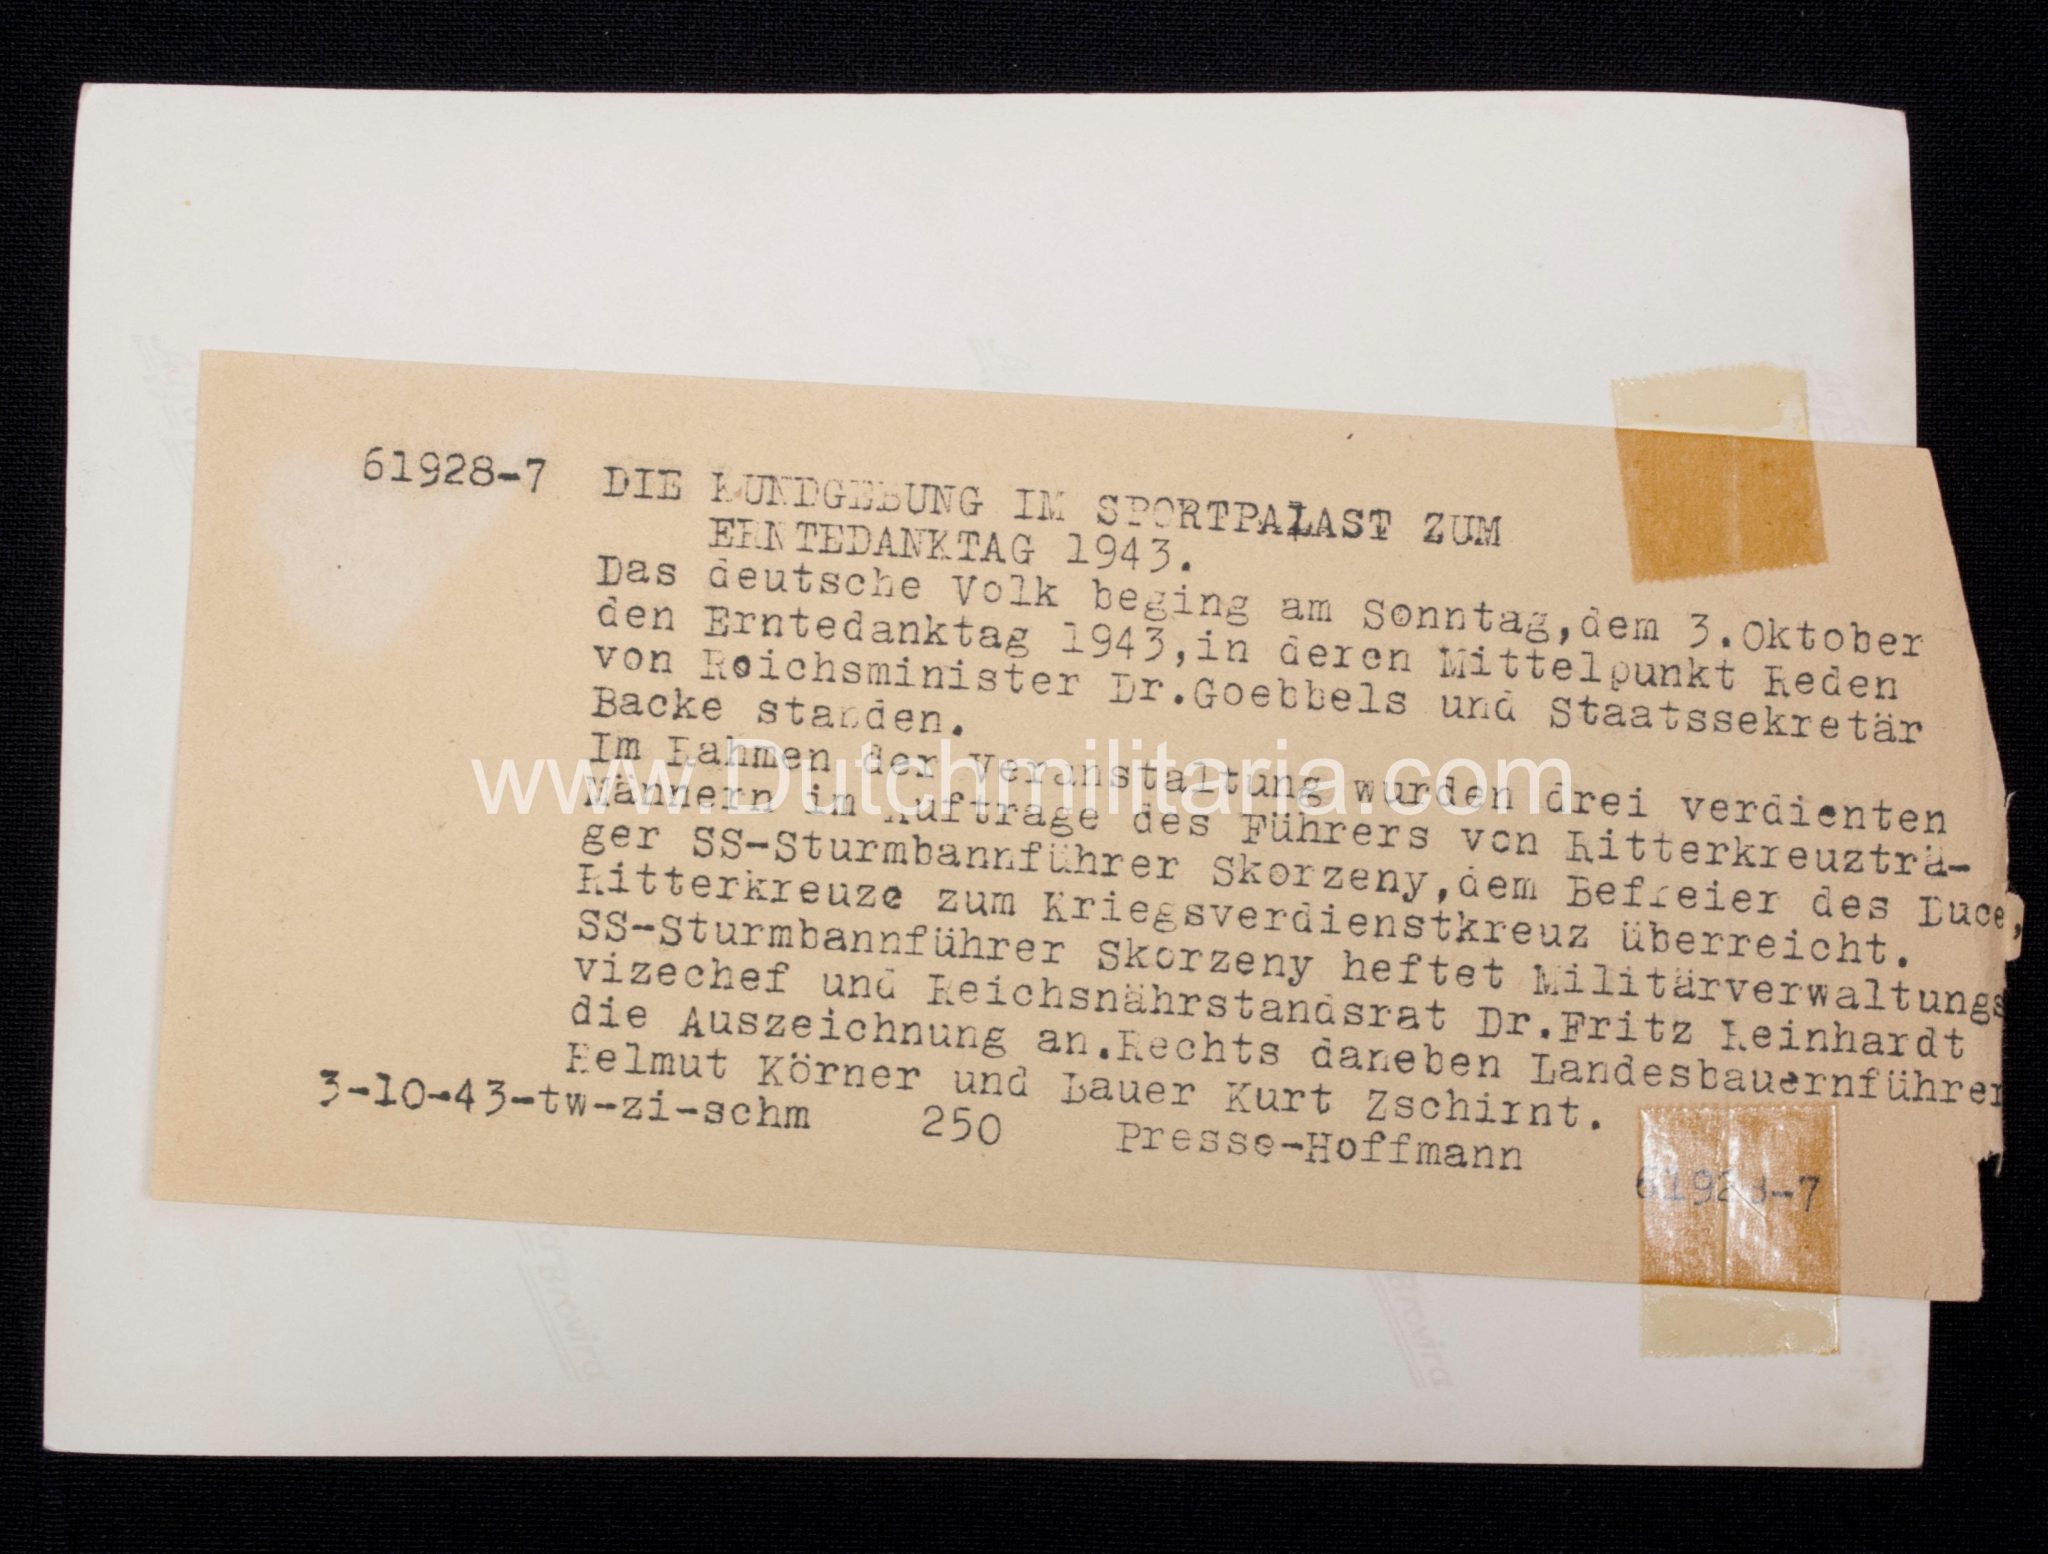 61928-7 DIE KUNDGEBUNG IM SPORTPALAST ZUM
ERNTEDANKTAG 1943.
Das deutsche Volk beging am Sonntag,dem 3.Oktober
den Erntedanktag 1943,in deren Mittelpunkt Reden
von Reichsminister Dr.Goebbels und Staatssekretär
Backe standen.
Im Rahmen der Veranstaltung wurden drei verdienten
Männern im Auftrage des Führers von Ritterkreuzträ-
ger SS-Sturmbannführer Skorzeny,dem Befreier des Duce,
Ritterkreuze zum Kriegsverdienstkreuz überreicht.
SS-Sturmbannführer Skorzeny heftet Militärverwaltungs
vizechef und Reichsnährstandsrat Dr.Fritz Reinhardt
die Auszeichnung an.Rechts daneben Landesbauernführer
Helmut Körner und Bauer Kurt Zschirnt.
3-10-43-tw-zi-schm 250 Presse-Hoffmann
61928-7
www.Dutchmilitaria.com
Brovira
Brovira